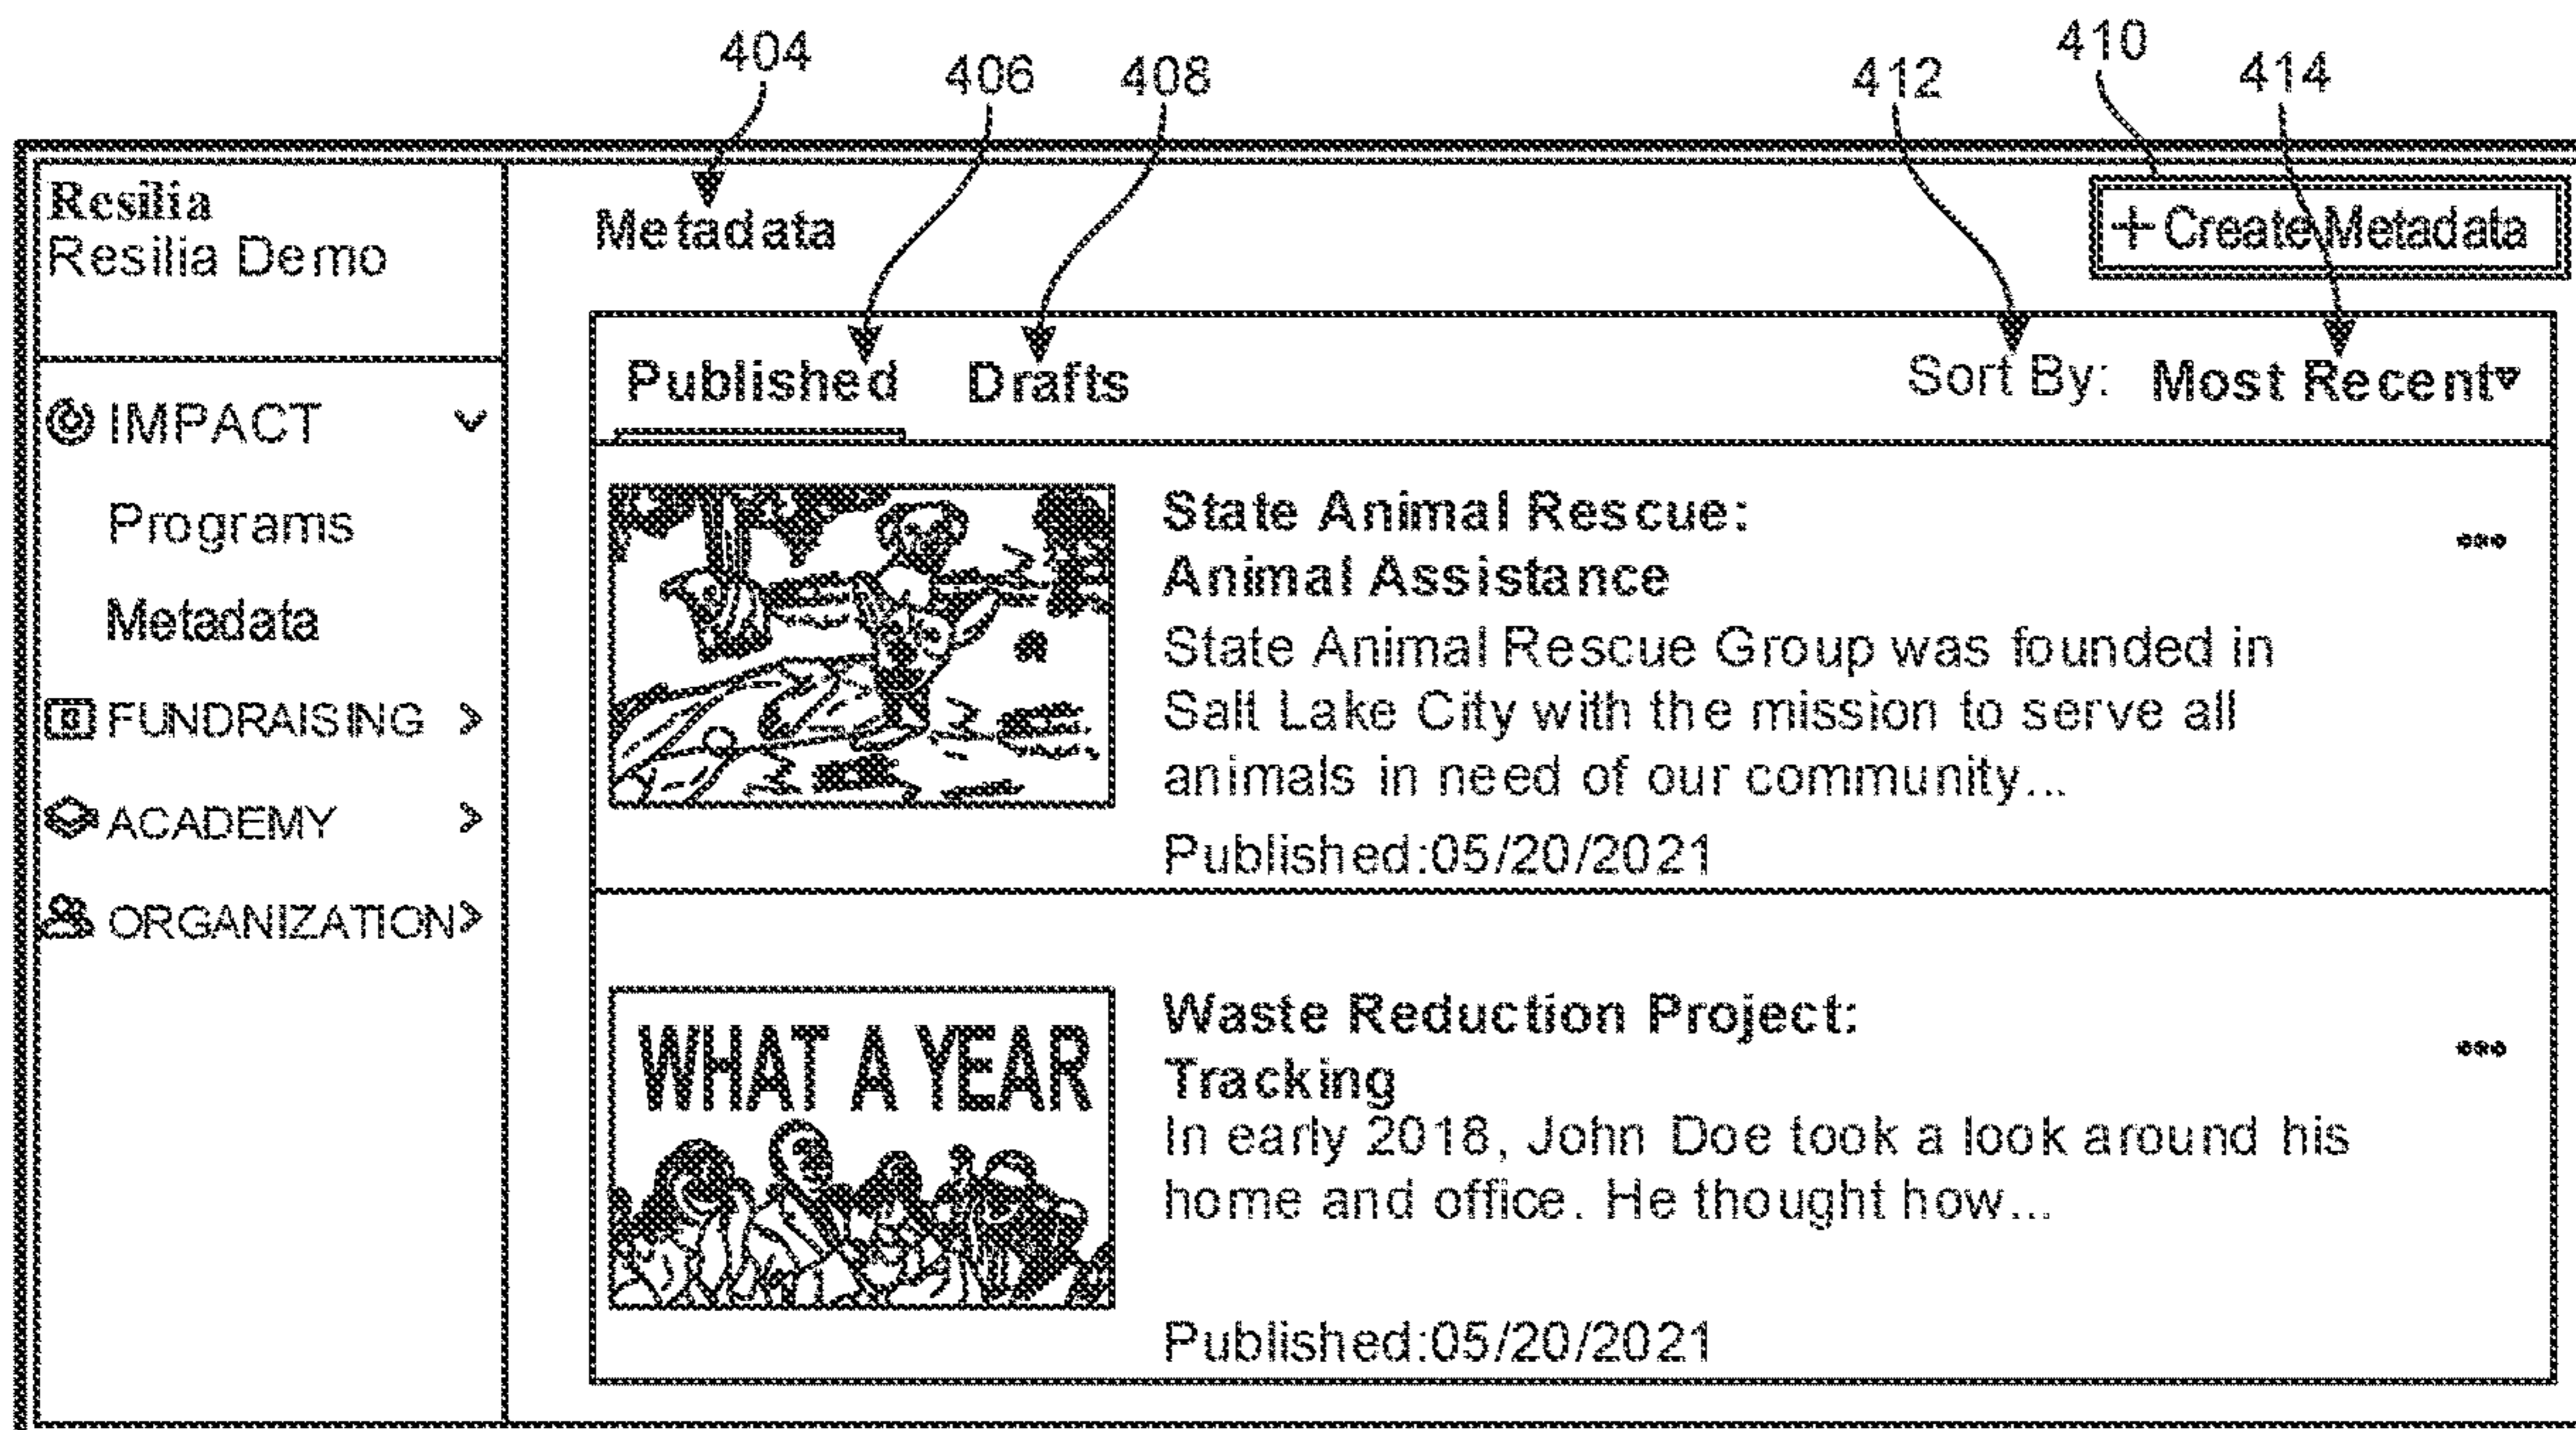 404
406
408
412
410
414
Resilia
Resilia Demo
Metadata
+ Create Metadata
IMPACT
Programs
Metadata
FUNDRAISING >
ACADEMY >
ORGANIZATION >
Published Drafts Sort By: Most Recent
State Animal Rescue:
Animal Assistance
State Animal Rescue Group was founded in
Salt Lake City with the mission to serve all
animals in need of our community...
Published:05/20/2021
WHAT A YEAR
Waste Reduction Project:
Tracking
In early 2018, John Doe took a look around his
home and office. He thought how...
Published:05/20/2021